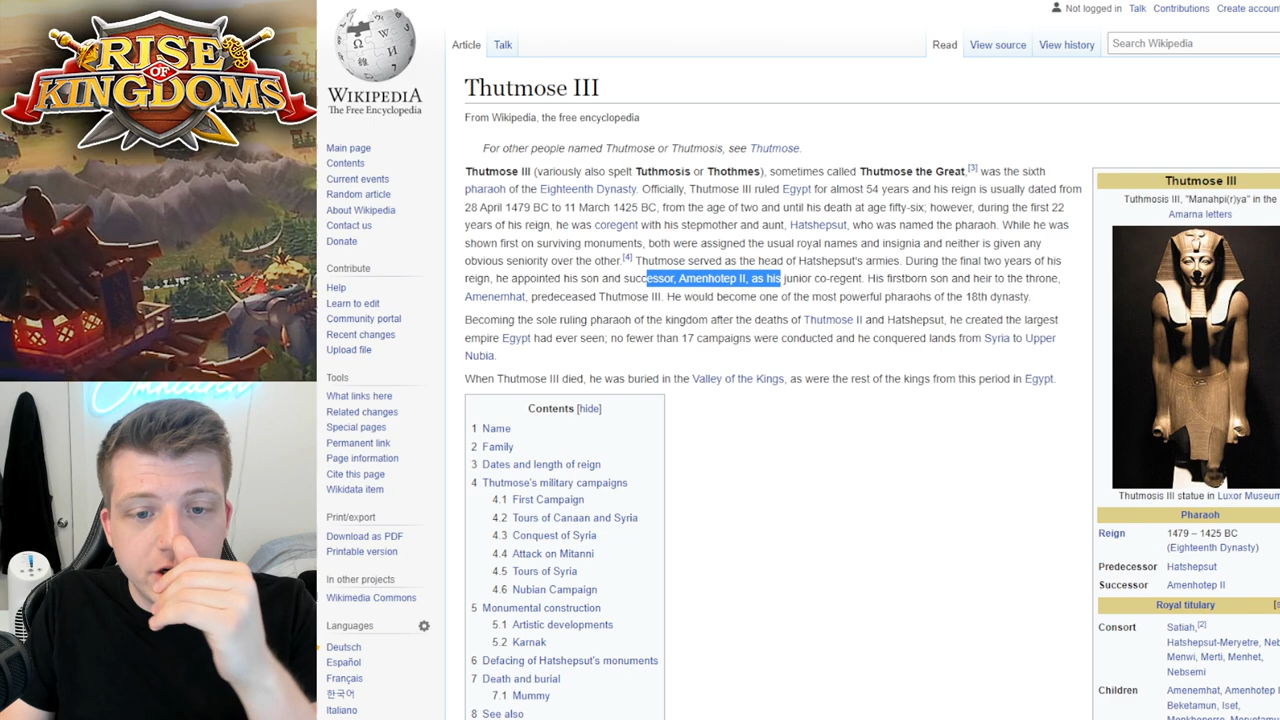 RISE
OF
KINGDOMS
WIKIPEDIA
The Free Encyclopedia
Main page
Contents
Current events
Random article
About Wikipedia
Contact us
Donate
Contribute
Help
Learn to edit
Community portal
Recent changes
Upload file
Tools
What links here
Related changes
Special pages
Permanent link
Page information
Cite this page
Wikidata item
Print/export
Download as PDF
Printable version
In other projects
Wikimedia Commons
Languages
Deutsch
Español
Français
한국어
Italiano
Not logged in Talk Contributions Create accoun
Article Talk Read View source View history Search Wikipedia
Thutmose III
From Wikipedia, the free encyclopedia
For other people named Thutmose or Thutmosis, see Thutmose.
Thutmose III (variously also spelt Tuthmosis or Thothmes), sometimes called Thutmose the Great,[3] was the sixth
pharaoh of the Eighteenth Dynasty. Officially, Thutmose III ruled Egypt for almost 54 years and his reign is usually dated from
28 April 1479 BC to 11 March 1425 BC, from the age of two and until his death at age fifty-six; however, during the first 22
years of his reign, he was coregent with his stepmother and aunt, Hatshepsut, who was named the pharaoh. While he was
shown first on surviving monuments, both were assigned the usual royal names and insignia and neither is given any
obvious seniority over the other.[4] Thutmose served as the head of Hatshepsut's armies. During the final two years of his
reign, he appointed his son and successor, Amenhotep II, as his junior co-regent. His firstborn son and heir to the throne,
Amenemhat, predeceased Thutmose III. He would become one of the most powerful pharaohs of the 18th dynasty.
Becoming the sole ruling pharaoh of the kingdom after the deaths of Thutmose II and Hatshepsut, he created the largest
empire Egypt had ever seen; no fewer than 17 campaigns were conducted and he conquered lands from Syria to Upper
Nubia.
When Thutmose III died, he was buried in the Valley of the Kings, as were the rest of the kings from this period in Egypt.
Contents [hide]
1 Name
2 Family
3 Dates and length of reign
4 Thutmose's military campaigns
4.1 First Campaign
4.2 Tours of Canaan and Syria
4.3 Conquest of Syria
4.4 Attack on Mitanni
4.5 Tours of Syria
4.6 Nubian Campaign
5 Monumental construction
5.1 Artistic developments
5.2 Karnak
6 Defacing of Hatshepsut's monuments
7 Death and burial
7.1 Mummy
8 See also
Thutmose III
Tuthmosis III, "Manahpi(r)ya" in the
Amarna letters
Thutmosis III statue in Luxor Museum
Pharaoh
Reign 1479 – 1425 BC
(Eighteenth Dynasty)
Predecessor Hatshepsut
Successor Amenhotep II
Royal titulary
Consort Satiah,[2]
Hatshepsut-Meryetre, Neb
Menwi, Merti, Menhet,
Nebsemi
Children Amenemhat, Amenhotep I
Beketamun, Iset,